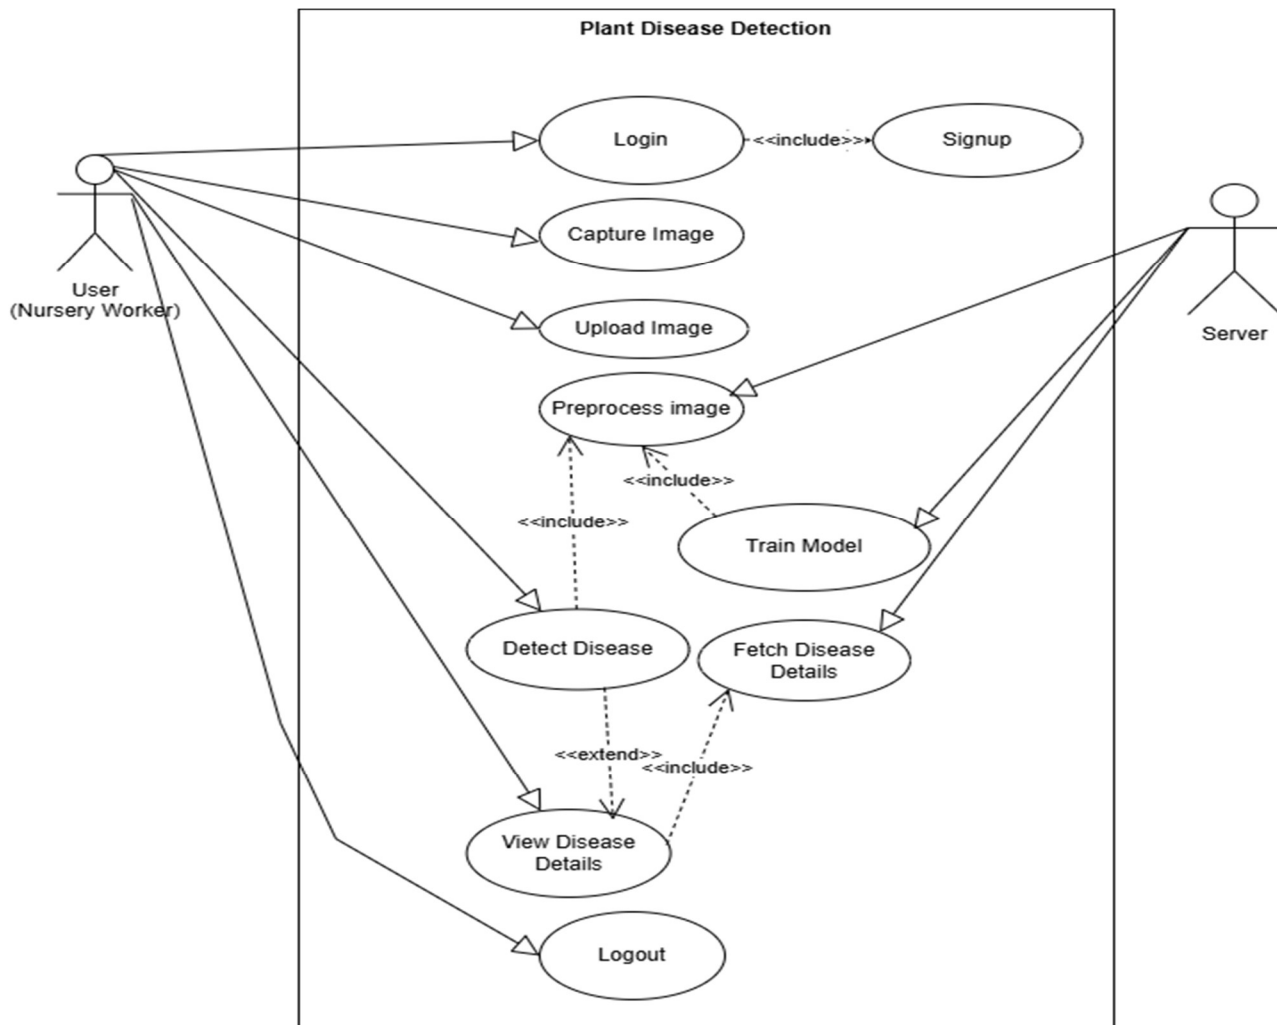 Plant Disease Detection
Login
<<include>>
Signup
Capture Image
User
(Nursery Worker)
Upload Image
Server
Preprocess image
<<include>>
<<include>>
Train Model
Detect Disease
Fetch Disease
Details
<<extend>>
<<include>>
View Disease
Details
Logout